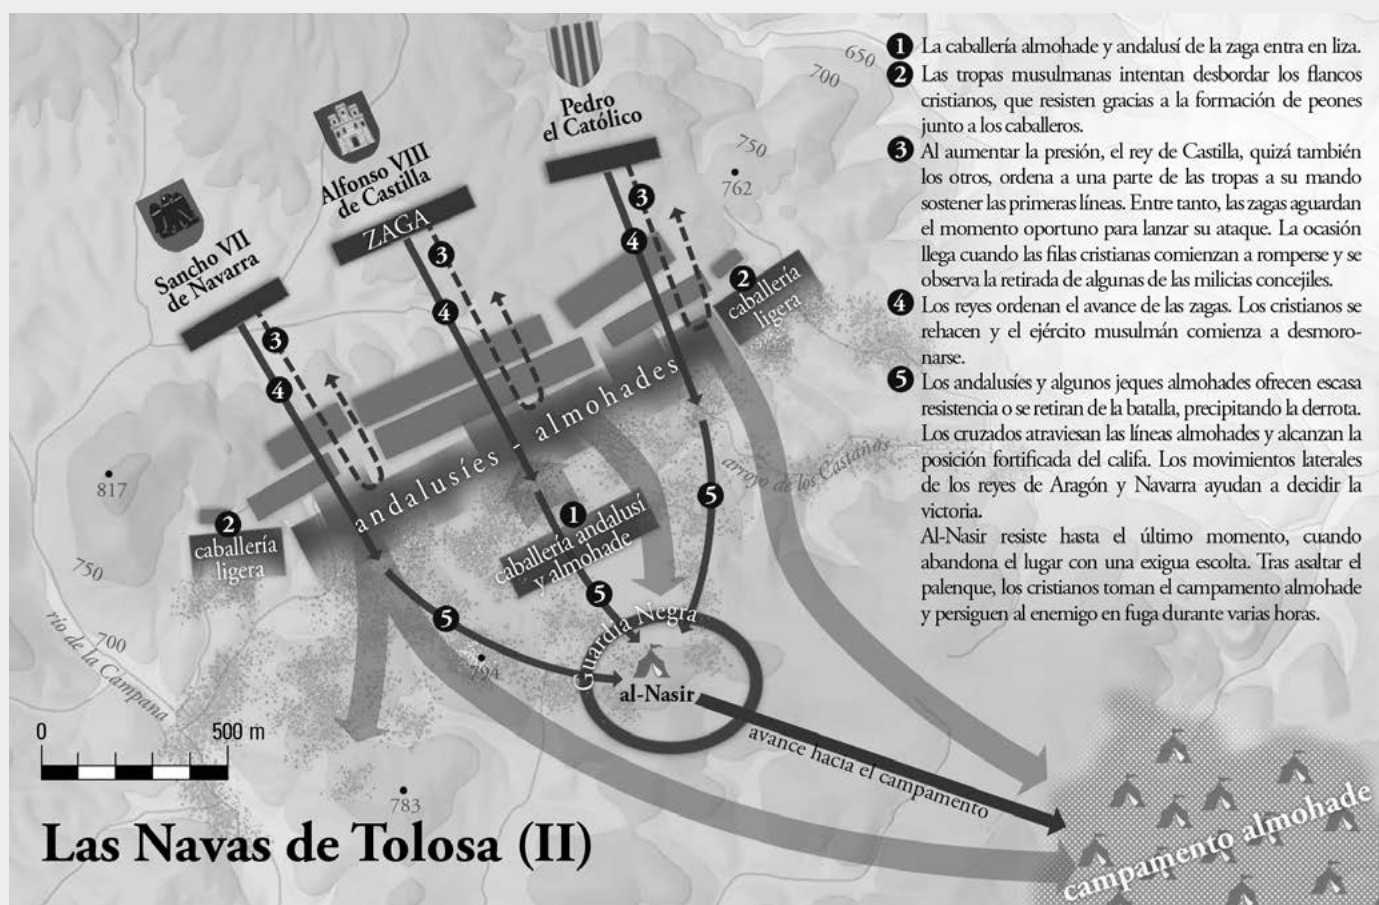 Pedro
el Católico
Alfonso VIII
de Castilla
Sancho VII
de Navarra
ZAGA
3
4
3
4
3
4
650
700
750
762
2
caballería
ligera
andalusíes - almohades
817
2
caballería
ligera
1
caballería andalusí
y almohade
arroyo de los Castaños
5
5
5
750
700
río de la Campana
794
Guardia Negra
al-Nasir
avance hacia el campamento
783
campamento almohade
0 500 m
Las Navas de Tolosa (II)
1 La caballería almohade y andalusí de la zaga entra en liza.
2 Las tropas musulmanas intentan desbordar los flancos
cristianos, que resisten gracias a la formación de peones
junto a los caballeros.
3 Al aumentar la presión, el rey de Castilla, quizá también
los otros, ordena a una parte de las tropas a su mando
sostener las primeras líneas. Entre tanto, las zagas aguardan
el momento oportuno para lanzar su ataque. La ocasión
llega cuando las filas cristianas comienzan a romperse y se
observa la retirada de algunas de las milicias concejiles.
4 Los reyes ordenan el avance de las zagas. Los cristianos se
rehacen y el ejército musulmán comienza a desmoro-
narse.
5 Los andalusíes y algunos jeques almohades ofrecen escasa
resistencia o se retiran de la batalla, precipitando la derrota.
Los cruzados atraviesan las líneas almohades y alcanzan la
posición fortificada del califa. Los movimientos laterales
de los reyes de Aragón y Navarra ayudan a decidir la
victoria.
Al-Nasir resiste hasta el último momento, cuando
abandona el lugar con una exigua escolta. Tras asaltar el
palenque, los cristianos toman el campamento almohade
y persiguen al enemigo en fuga durante varias horas.